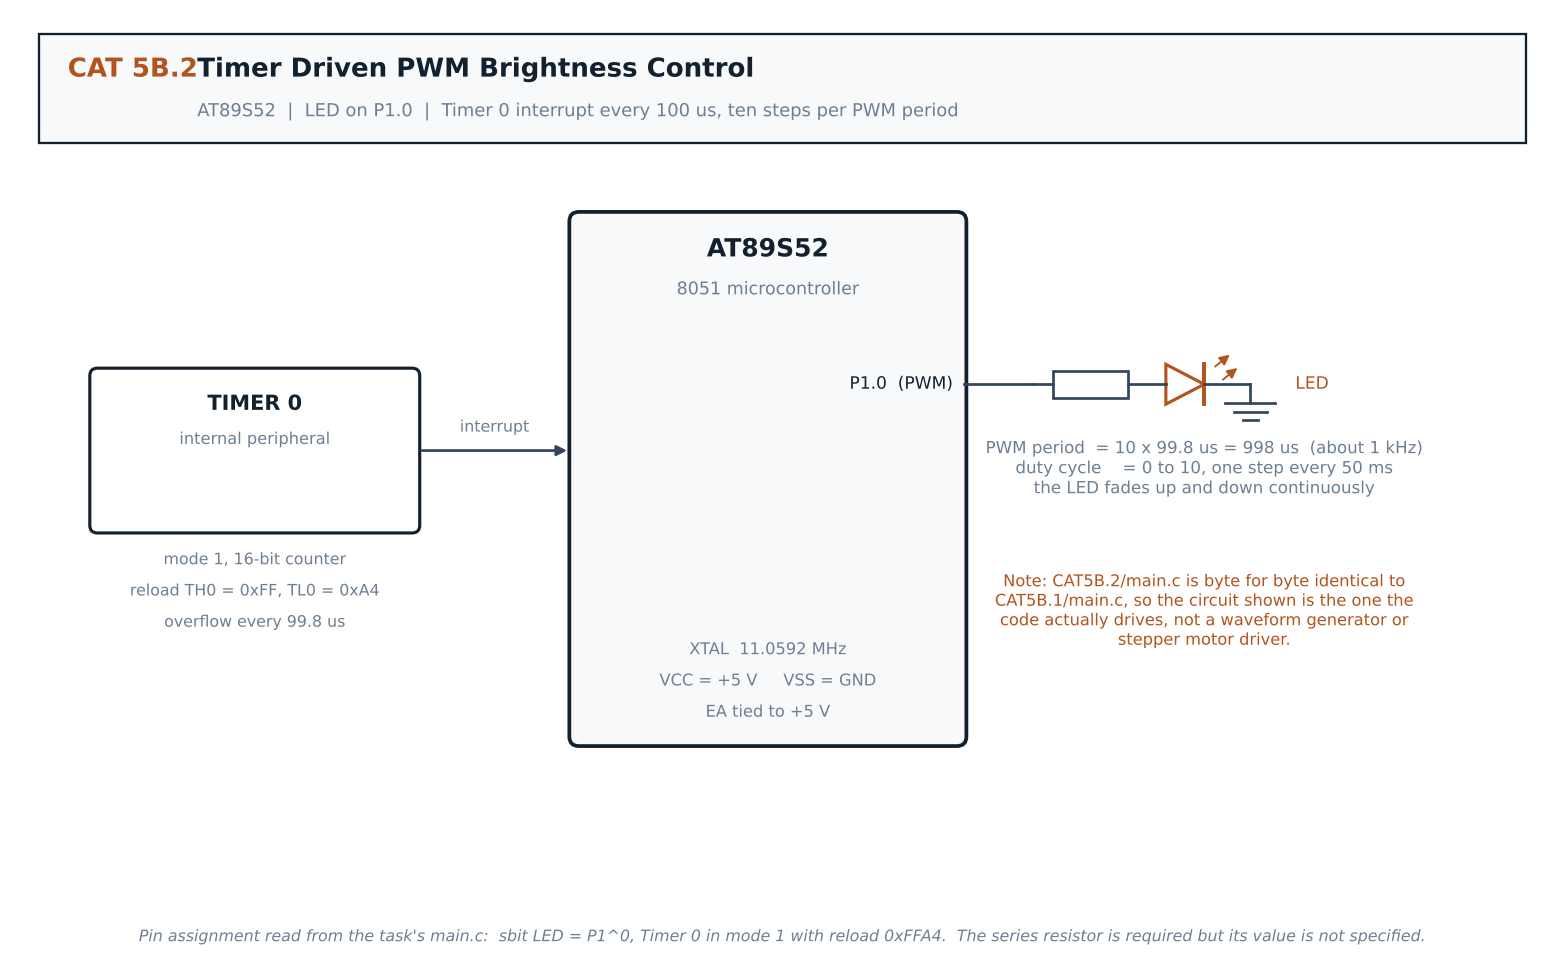 CAT 5B.2 Timer Driven PWM Brightness Control
AT89S52 | LED on P1.0 | Timer 0 interrupt every 100 us, ten steps per PWM period
AT89S52
8051 microcontroller
TIMER 0
internal peripheral
interrupt
mode 1, 16-bit counter
reload TH0 = 0xFF, TL0 = 0xA4
overflow every 99.8 us
P1.0 (PWM)
LED
PWM period = 10 x 99.8 us = 998 us (about 1 kHz)
duty cycle = 0 to 10, one step every 50 ms
the LED fades up and down continuously
Note: CAT5B.2/main.c is byte for byte identical to
CAT5B.1/main.c, so the circuit shown is the one the
code actually drives, not a waveform generator or
stepper motor driver.
XTAL 11.0592 MHz
VCC = +5 V VSS = GND
EA tied to +5 V
Pin assignment read from the task's main.c: sbit LED = P1^0, Timer 0 in mode 1 with reload 0xFFA4. The series resistor is required but its value is not specified.